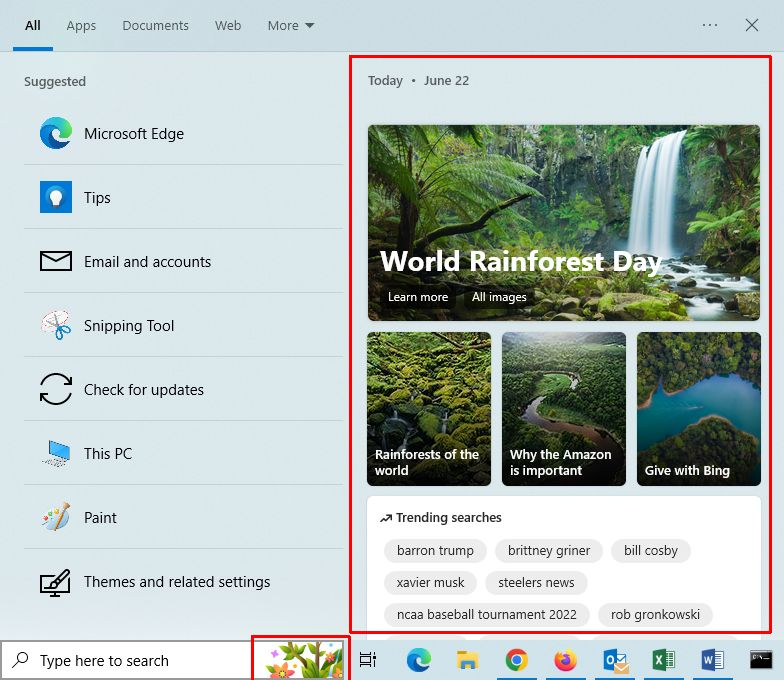 All Apps Documents Web More
Suggested
Microsoft Edge
Tips
Email and accounts
Snipping Tool
Check for updates
This PC
Paint
Themes and related settings
Type here to search
Today • June 22
World Rainforest Day
Learn more All images
Rainforests of the
world
Why the Amazon
is important
Give with Bing
Trending searches
barron trump brittney griner bill cosby
xavier musk steelers news
ncaa baseball tournament 2022 rob gronkowski